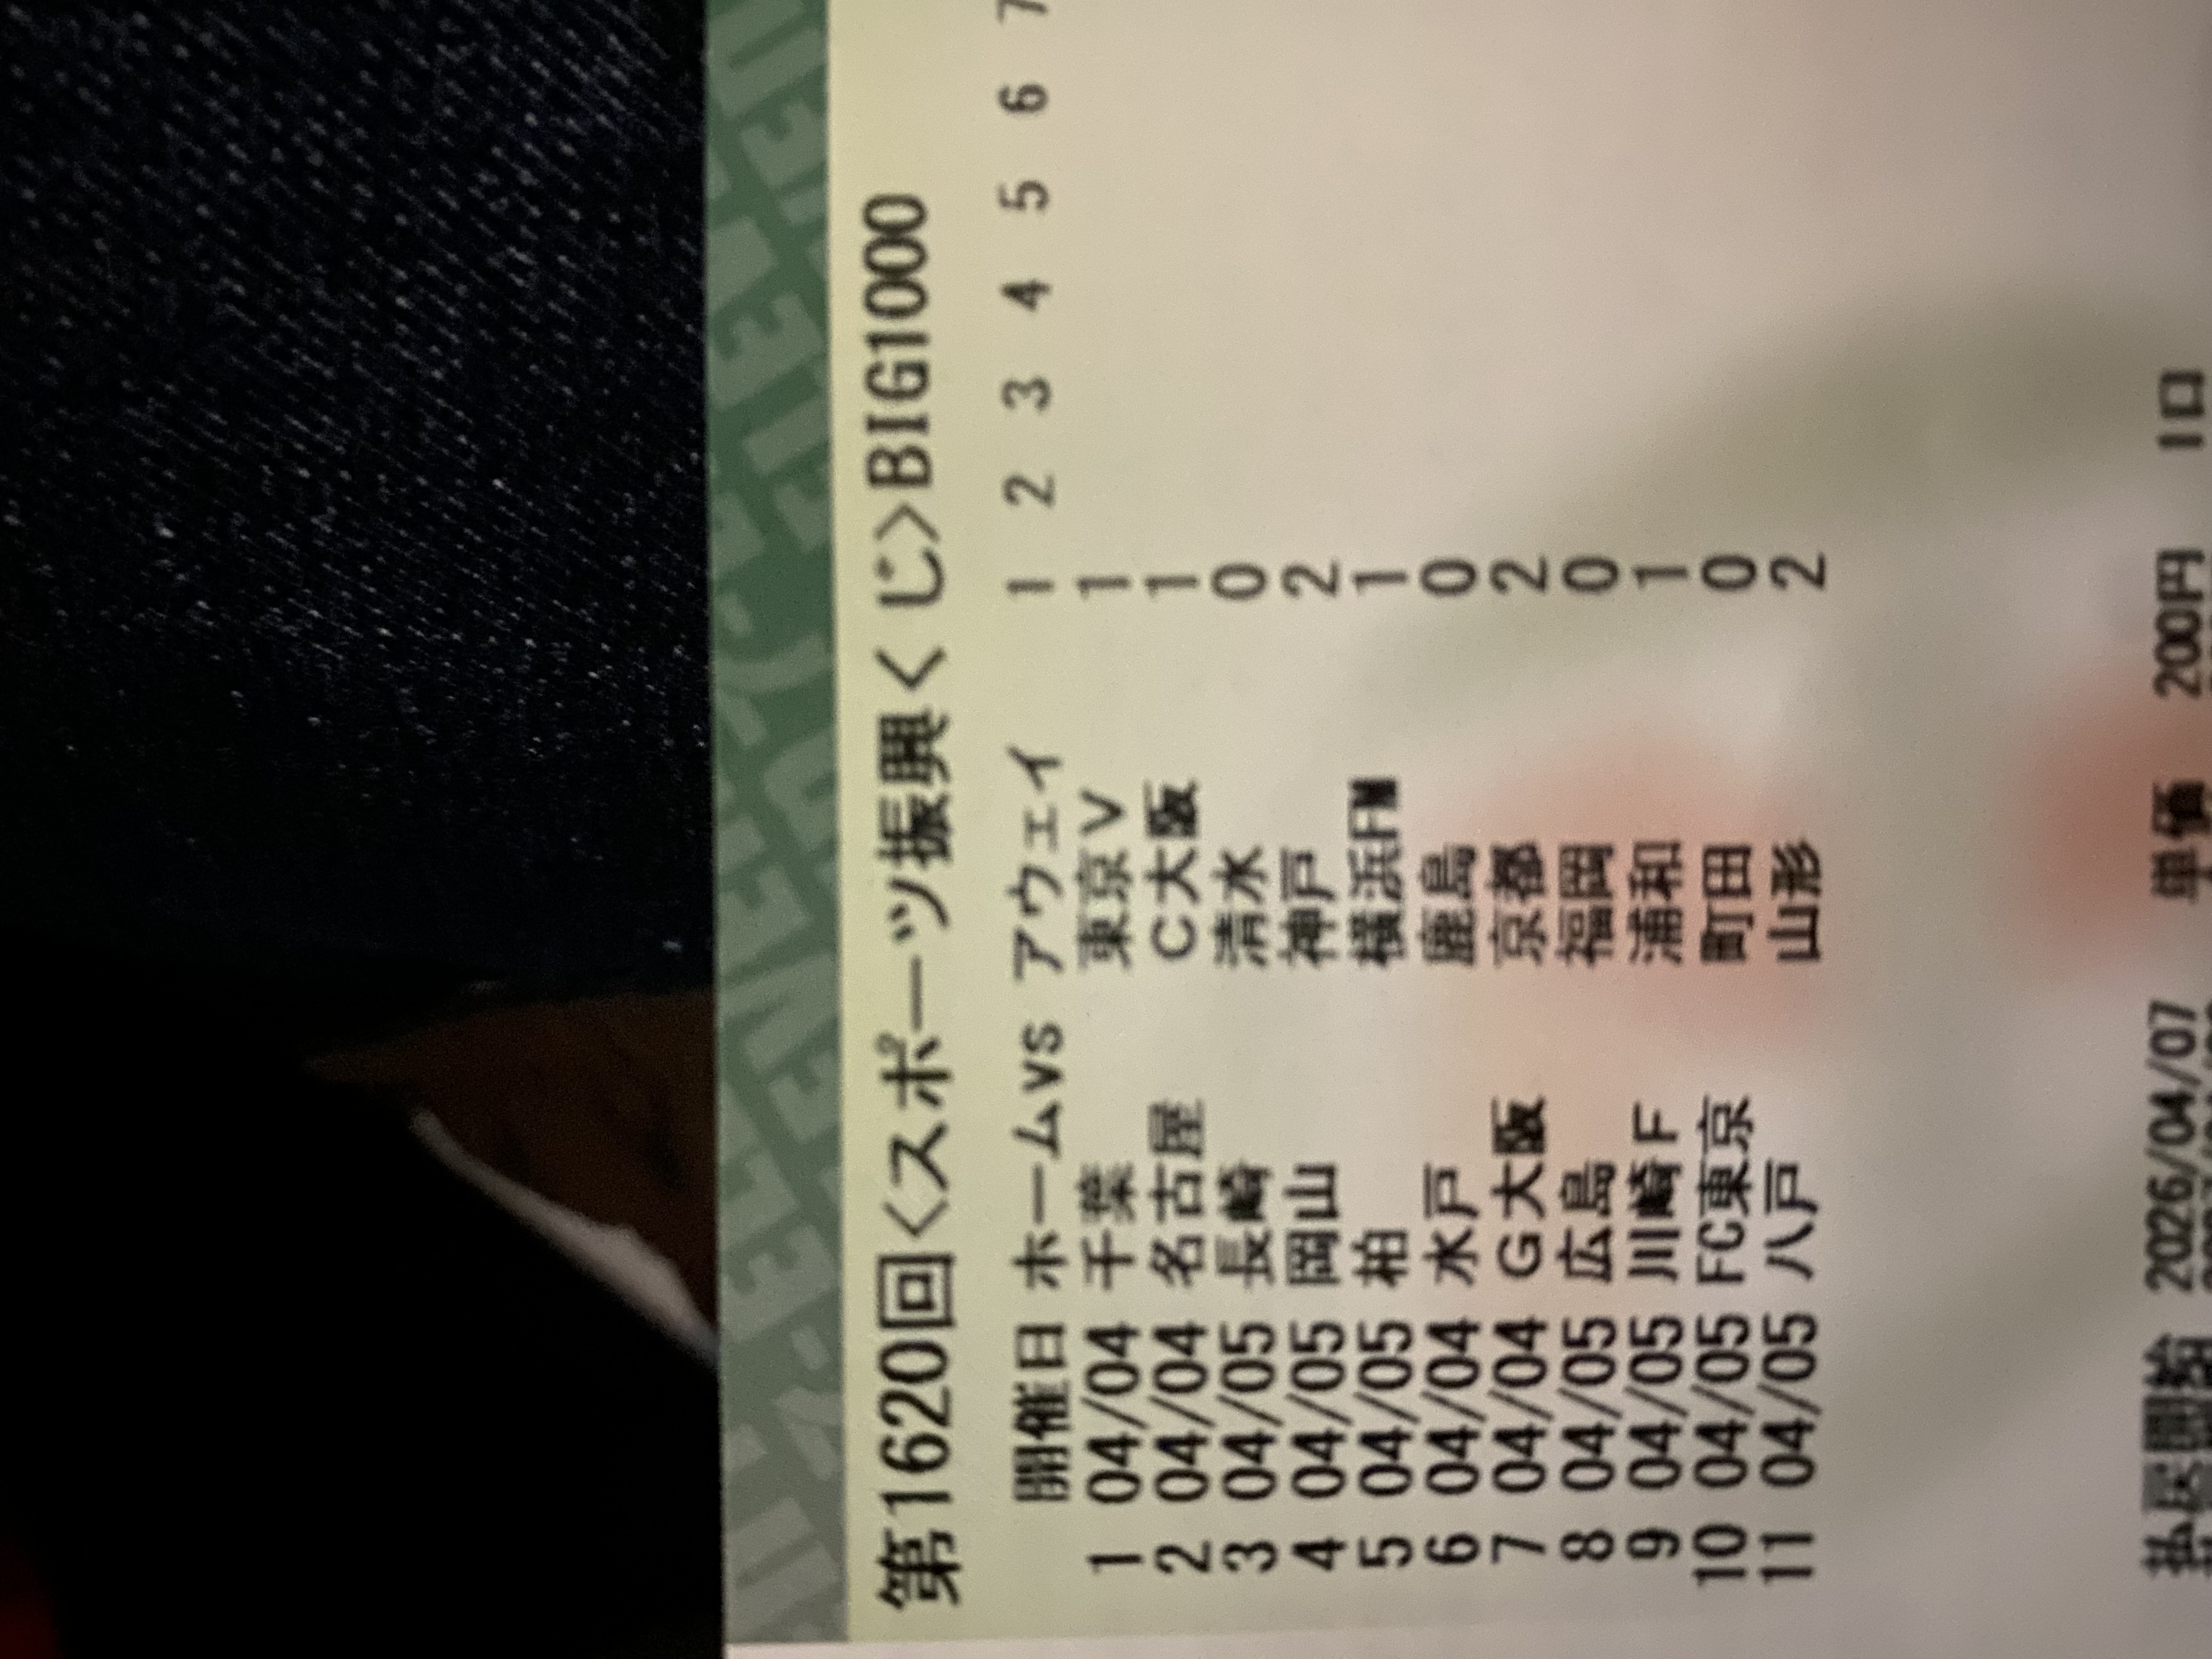 第1620回<スポーツ振興くじ>BIG1000
開催日 ホームvs アウェイ 1 2 3 4 5 6 7
1 04/04 千葉 東京V 1
2 04/04 名古屋 C大阪 1
3 04/05 長崎 清水 0
4 04/05 岡山 神戸 2
5 04/05 柏 横浜FM 1
6 04/04 水戸 鹿島 0
7 04/04 G大阪 京都 2
8 04/05 広島 福岡 0
9 04/05 川崎F 浦和 1
10 04/05 FC東京 町田 0
11 04/05 八戸 山形 2
払戻開始 2026/04/07 単価 200円 1口